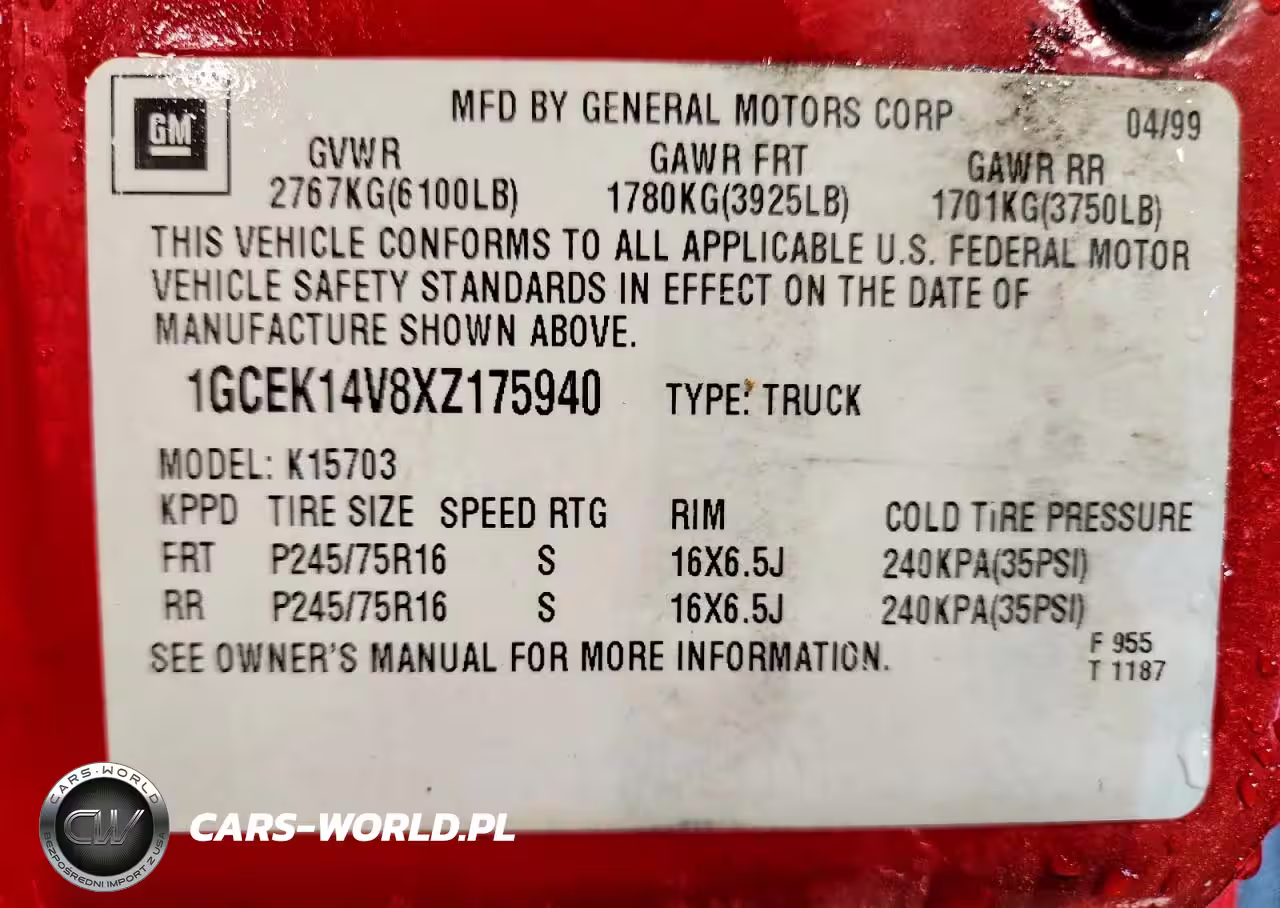 GM
MFD BY GENERAL MOTORS CORP 04/99
GVWR GAWR FRT GAWR RR
2767KG(6100LB) 1780KG(3925LB) 1701KG(3750LB)
THIS VEHICLE CONFORMS TO ALL APPLICABLE U.S. FEDERAL MOTOR
VEHICLE SAFETY STANDARDS IN EFFECT ON THE DATE OF
MANUFACTURE SHOWN ABOVE.
1GCEK14V8XZ175940 TYPE: TRUCK
MODEL: K15703
KPPD TIRE SIZE SPEED RTG RIM COLD TIRE PRESSURE
FRT P245/75R16 S 16X6.5J 240KPA(35PSI)
RR P245/75R16 S 16X6.5J 240KPA(35PSI)
SEE OWNER'S MANUAL FOR MORE INFORMATION.
F 955
T 1187
CARS-WORLD
CW
BEZPOŚREDNI IMPORT Z USA
CARS-WORLD.PL